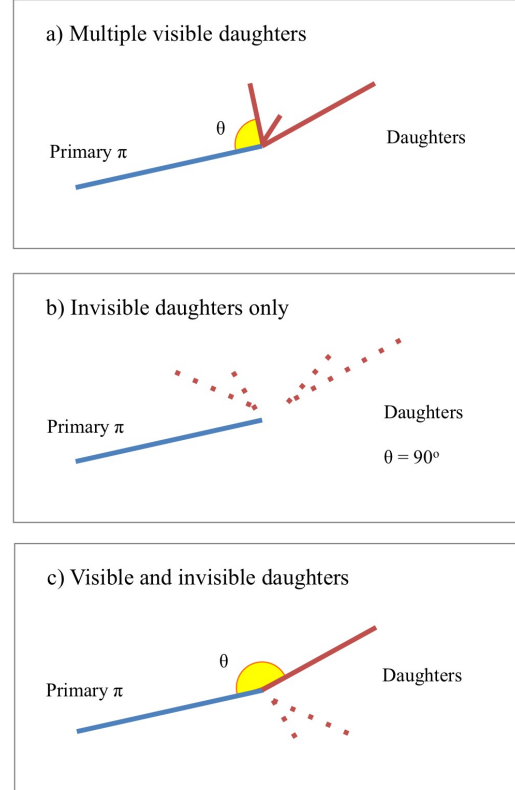 a) Multiple visible daughters
θ
Daughters
Primary π
b) Invisible daughters only
Daughters
Primary π
θ = 90º
c) Visible and invisible daughters
θ
Daughters
Primary π